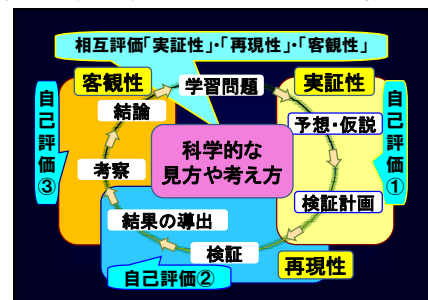 相互評価「実証性」・「再現性」・「客観性」
客観性
学習問題
実証性
結論
予想・仮説
自己評価③
自己評価①
科学的な
見方や考え方
考察
検証計画
結果の導出
検証
再現性
自己評価②